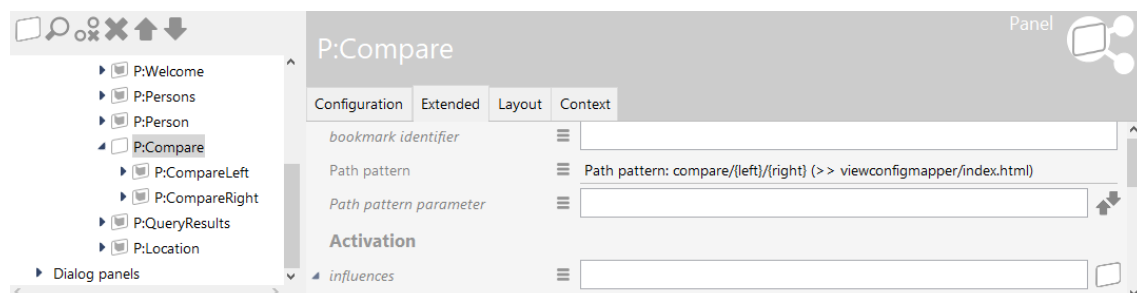 Panel
P:Compare
P:Welcome
P:Persons
P:Person
P:Compare
P:CompareLeft
P:CompareRight
P:QueryResults
P:Location
Dialog panels
Configuration Extended Layout Context
bookmark identifier
Path pattern Path pattern: compare/{left}/{right} (>> viewconfigmapper/index.html)
Path pattern parameter
Activation
influences